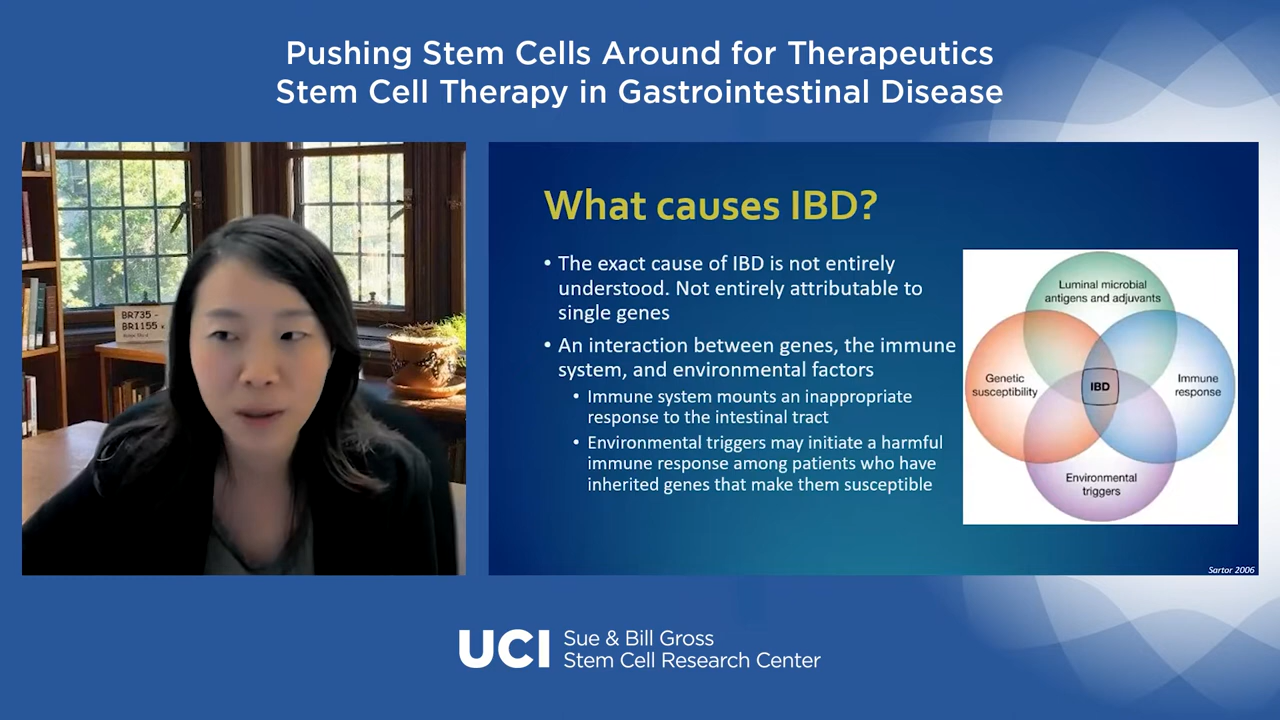 Pushing Stem Cells Around for Therapeutics
Stem Cell Therapy in Gastrointestinal Disease
BR735 -
BR1155
What causes IBD?
• The exact cause of IBD is not entirely
understood. Not entirely attributable to
single genes
• An interaction between genes, the immune
system, and environmental factors
• Immune system mounts an inappropriate
response to the intestinal tract
• Environmental triggers may initiate a harmful
immune response among patients who have
inherited genes that make them susceptible
Luminal microbial
antigens and adjuvants
Genetic
susceptibility
IBD
Immune
response
Environmental
triggers
Sartor 2006
UCI
Sue & Bill Gross
Stem Cell Research Center